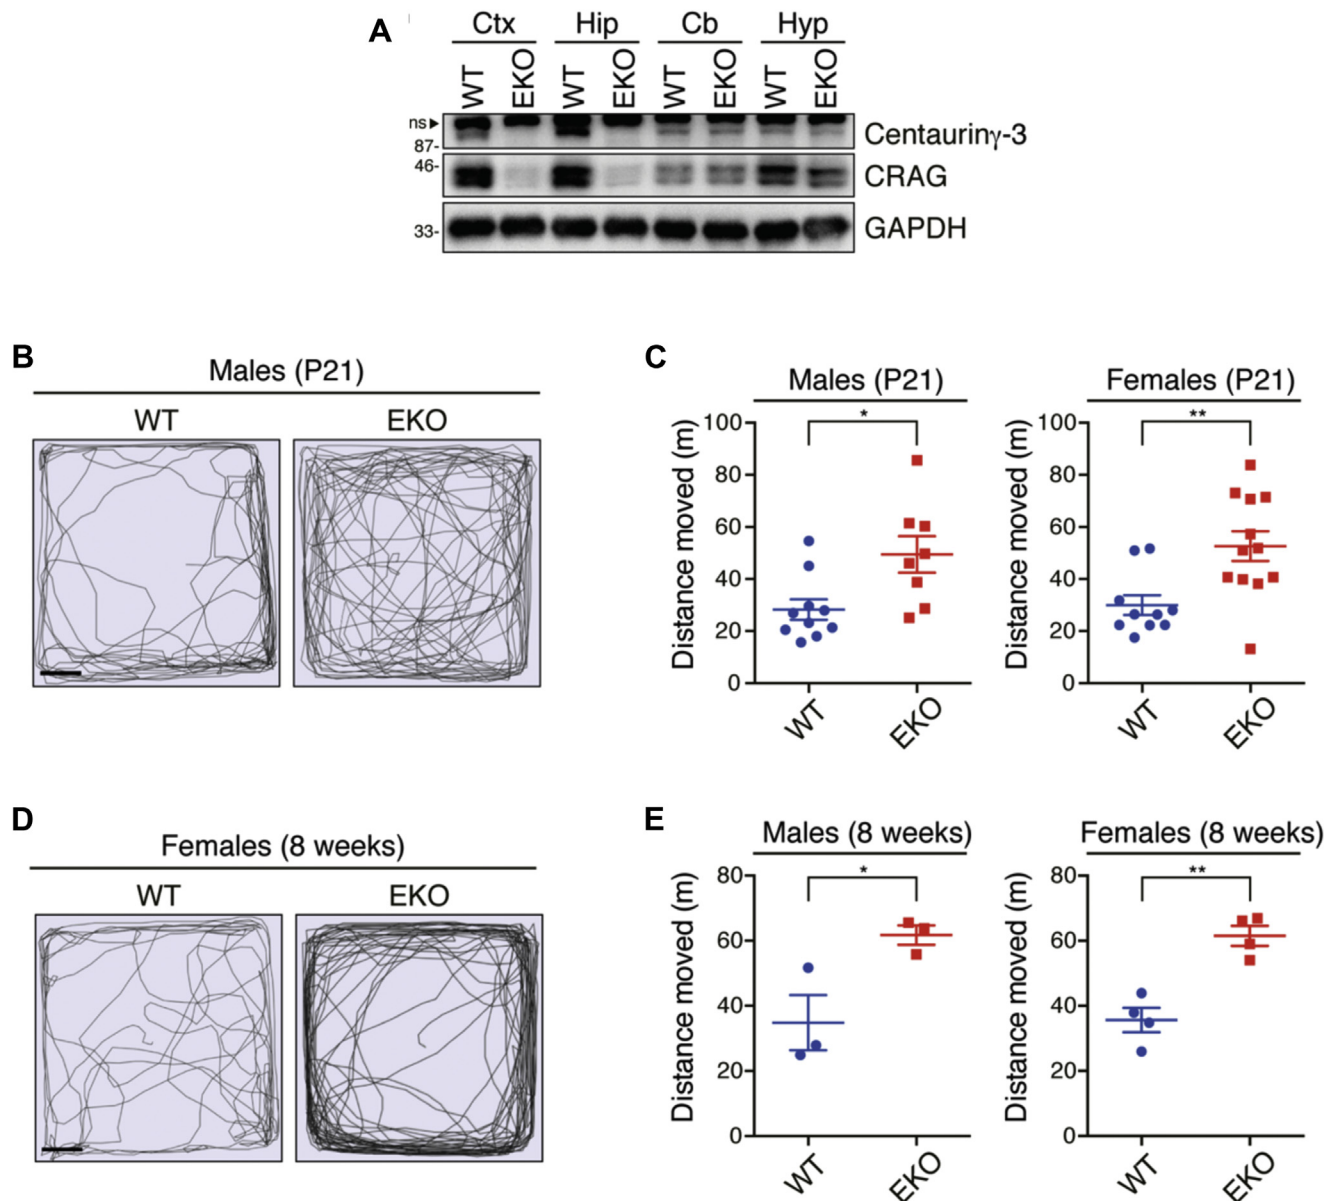 A
Ctx Hip Cb Hyp
WT EKO WT EKO WT EKO WT EKO
ns
87-
Centaurinγ-3
46-
CRAG
33-
GAPDH
B
Males (P21)
WT EKO
C
Males (P21)
*
Distance moved (m)
100
80
60
40
20
0
WT EKO
Females (P21)
**
Distance moved (m)
100
80
60
40
20
0
WT EKO
D
Females (8 weeks)
WT EKO
E
Males (8 weeks)
*
Distance moved (m)
80
60
40
20
0
WT EKO
Females (8 weeks)
**
Distance moved (m)
80
60
40
20
0
WT EKO